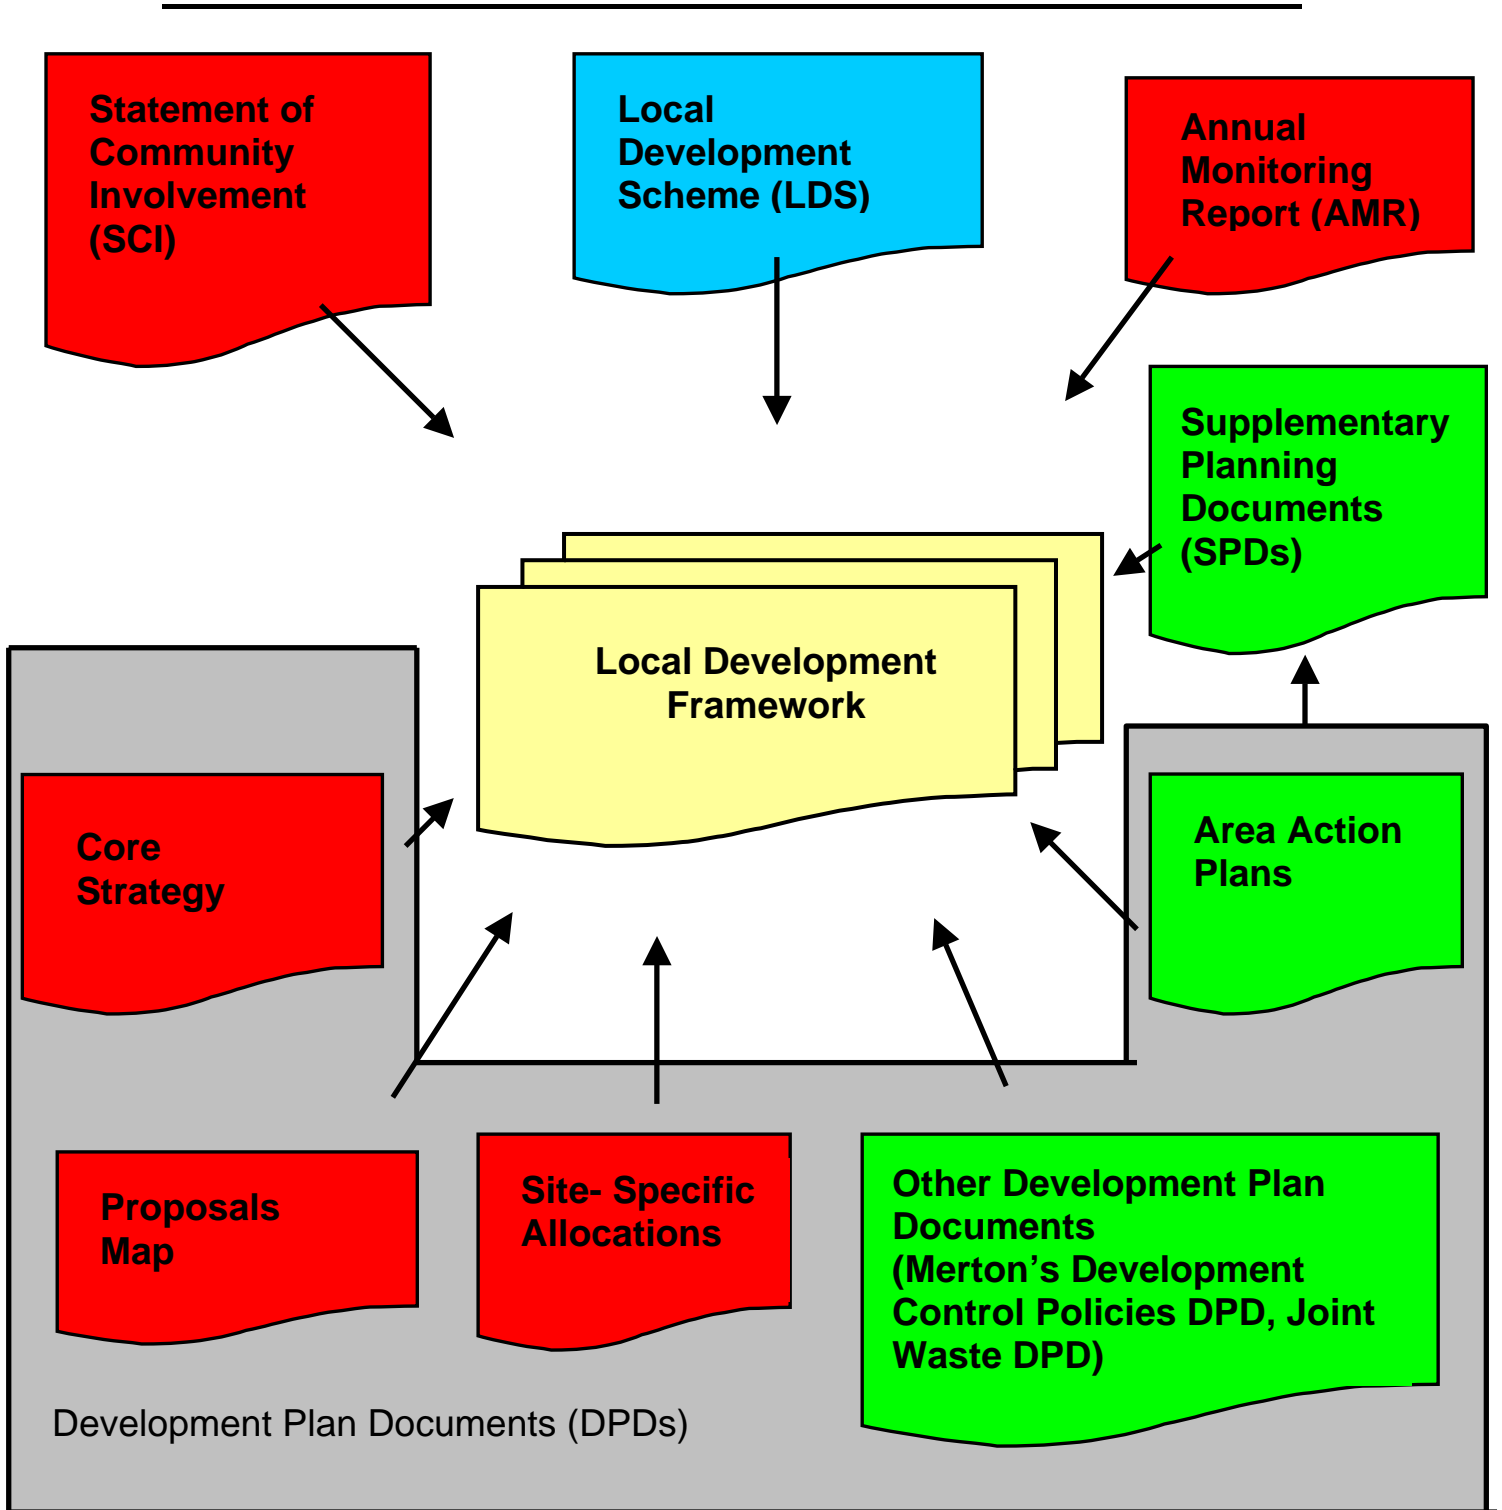 Statement of
Community
Involvement
(SCI)
Local
Development
Scheme (LDS)
Annual
Monitoring
Report (AMR)
Supplementary
Planning
Documents
(SPDs)
Local Development
Framework
Core
Strategy
Area Action
Plans
Proposals
Map
Site- Specific
Allocations
Other Development Plan
Documents
(Merton’s Development
Control Policies DPD, Joint
Waste DPD)
Development Plan Documents (DPDs)